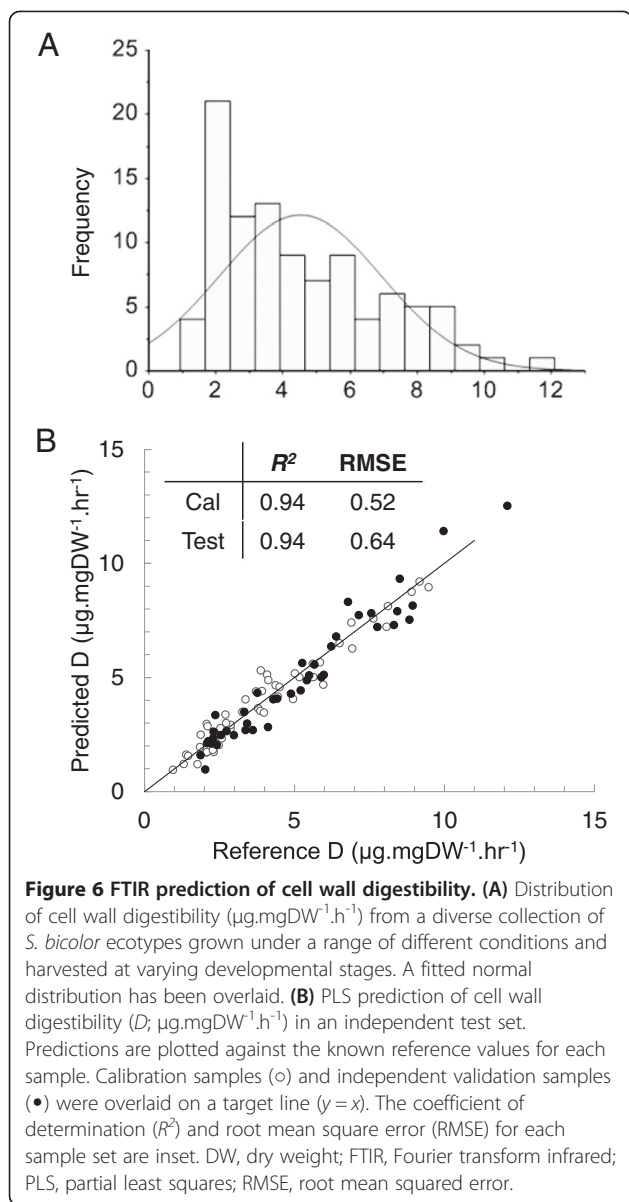 A
25
20
15
10
5
0
Frequency
0 2 4 6 8 10 12
B
15
10
5
0
Predicted D (µg.mgDW⁻¹.hr⁻¹)
R² RMSE
Cal 0.94 0.52
Test 0.94 0.64
0 5 10 15
Reference D (µg.mgDW⁻¹.hr⁻¹)
Figure 6 FTIR prediction of cell wall digestibility. (A) Distribution
of cell wall digestibility (µg.mgDW⁻¹.h⁻¹) from a diverse collection of
S. bicolor ecotypes grown under a range of different conditions and
harvested at varying developmental stages. A fitted normal
distribution has been overlaid. (B) PLS prediction of cell wall
digestibility (D; µg.mgDW⁻¹.h⁻¹) in an independent test set.
Predictions are plotted against the known reference values for each
sample. Calibration samples (○) and independent validation samples
(●) were overlaid on a target line (y = x). The coefficient of
determination (R²) and root mean square error (RMSE) for each
sample set are inset. DW, dry weight; FTIR, Fourier transform infrared;
PLS, partial least squares; RMSE, root mean squared error.